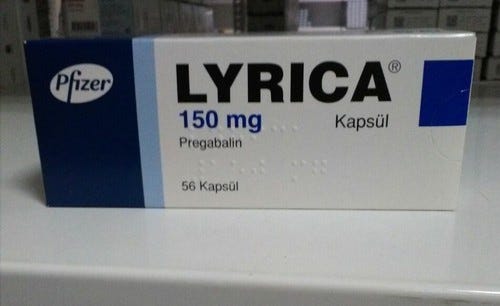 Pfizer
LYRICA®
150 mg Kapsül
Pregabalin
56 Kapsül